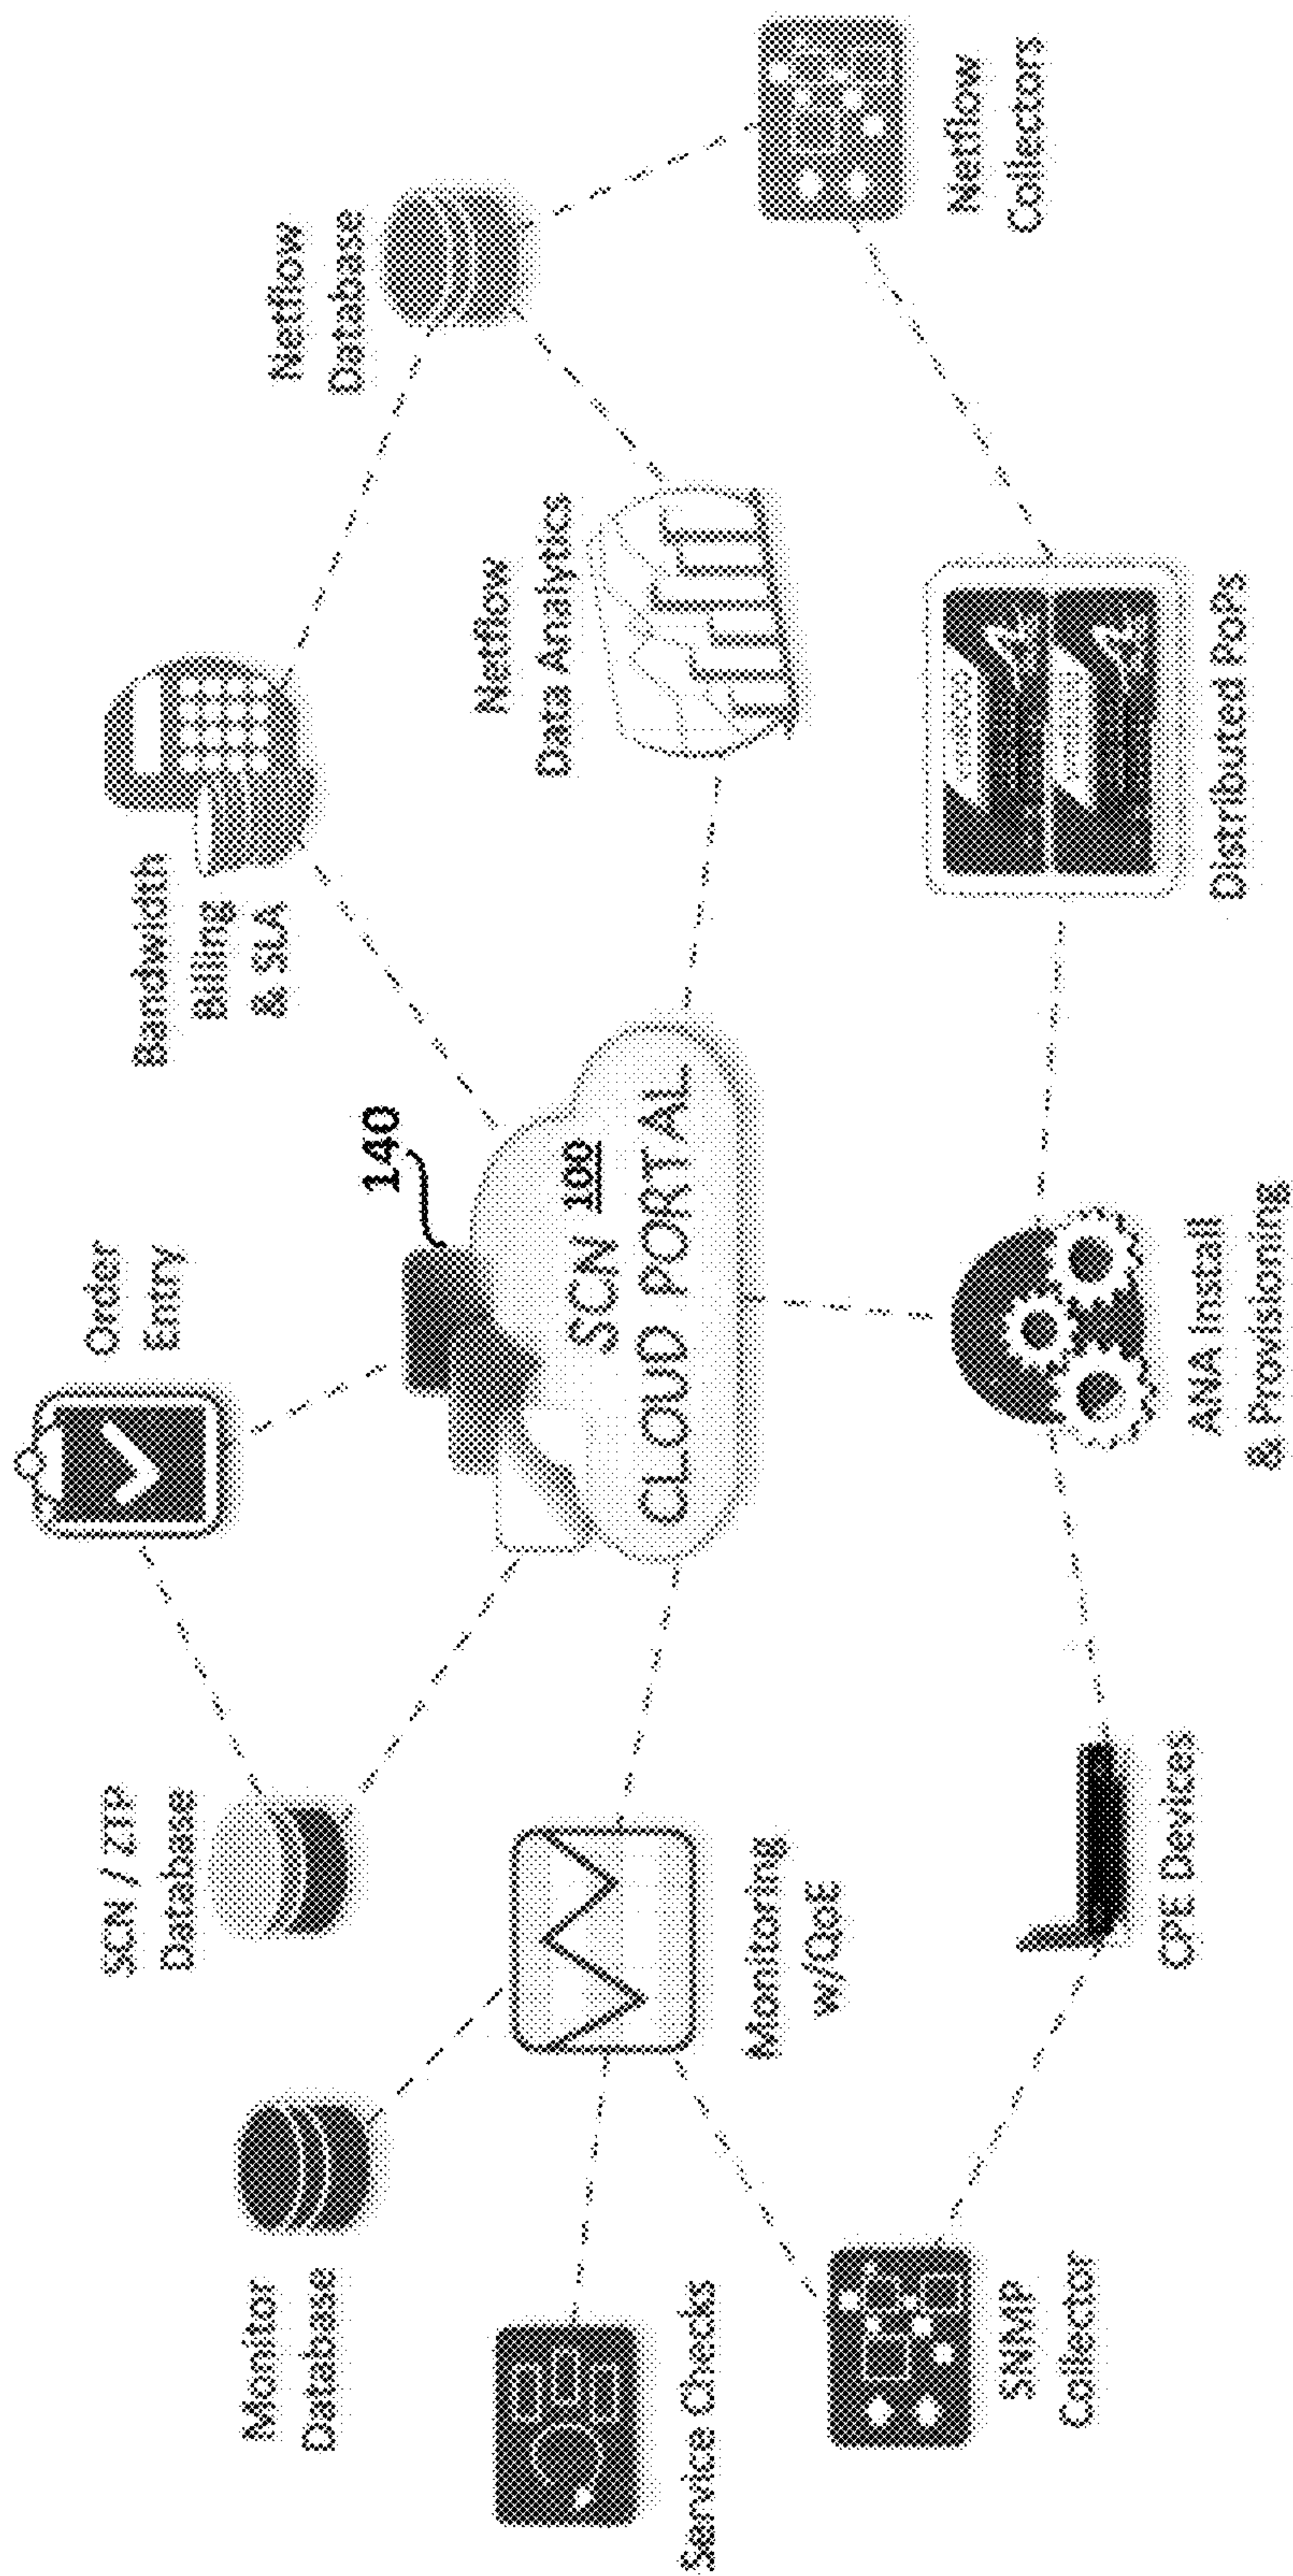 Order
Entry
SCN / ZTP
Database
Bandwidth
Billing
& SLA
Netflow
Database
Monitor
Database
140
SCN 100
CLOUD PORTAL
Netflow
Data Analytics
Service Checks
Monitoring
w/QoE
SNMP
Collector
CPE Devices
ANA Install
& Provisioning
Distributed PoPs
Netflow
Collectors